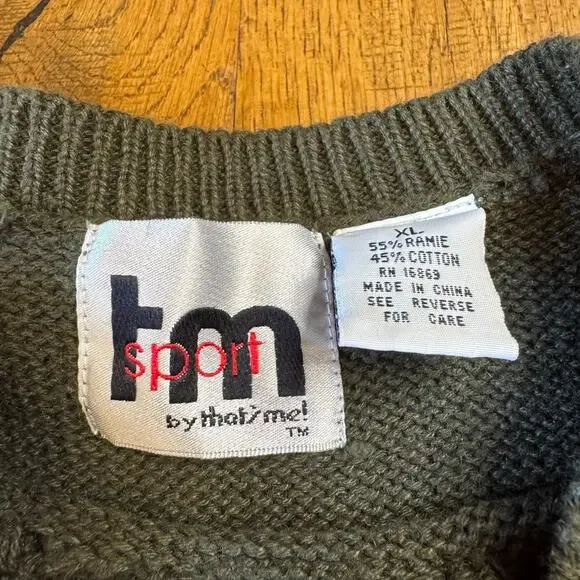 tm
sport
by that's me!
TM
XL
55% RAMIE
45% COTTON
RN 16869
MADE IN CHINA
SEE REVERSE
FOR CARE